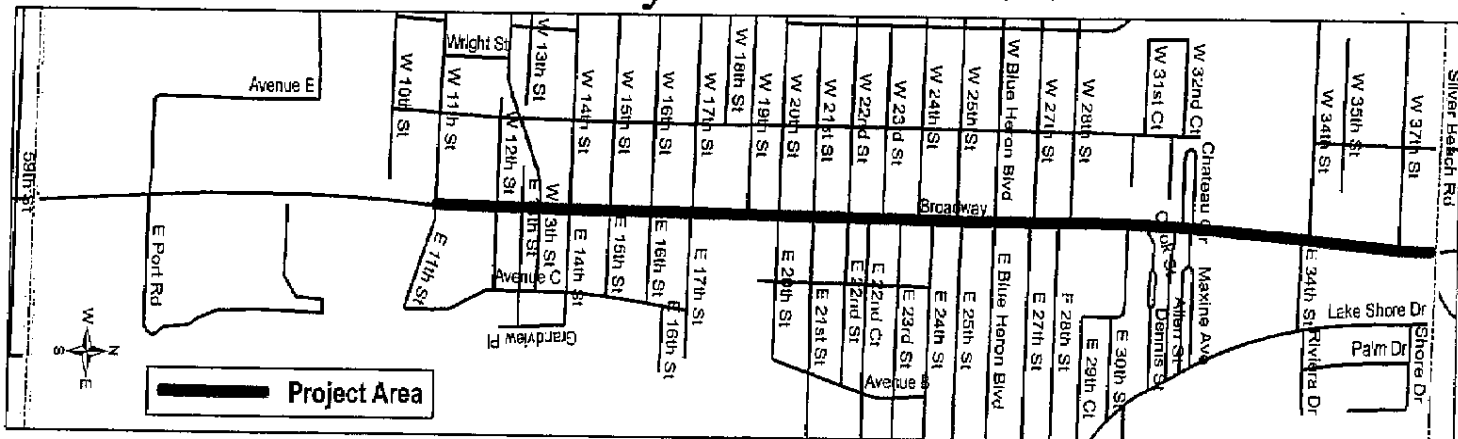 Wright St
W 13th St
Avenue E
W 10th St
W 11th St
W 12th St
W 14th St
W 15th St
W 16th St
W 17th St
W 18th St
W 19th St
W 20th St
W 21st St
W 22nd St
W 23rd St
W 24th St
W 25th St
W Blue Heron Blvd
W 27th St
W 28th St
W 31st Ct
W 32nd Ct
W 34th St
W 35th St
W 37th St
Silver Beach Rd
59th St
Broadway
E Port Rd
E 11th St
W 13th St
Avenue C
E 14th St
E 15th St
E 16th St
E 16th St
E 17th St
Grandview Pl
E 20th St
E 21st St
E 22nd St
E 22nd Ct
E 23rd St
E 24th St
E 25th St
E Blue Heron Blvd
E 27th St
E 28th St
E 29th Ct
E 30th St
Avenue B
Cook St
Dennis St
Allen St
Maxine Ave
E 34th St
Riviera Dr
Lake Shore Dr
Palm Dr
Shore Dr
W
N
S
E
Project Area